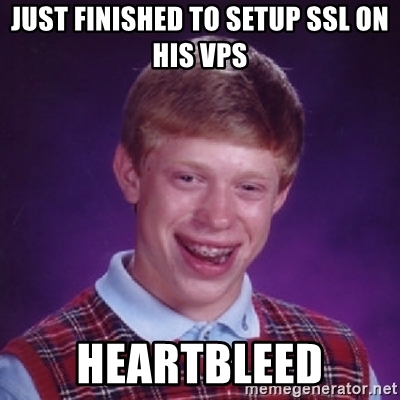 JUST FINISHED TO SETUP SSL ON
HIS VPS
HEARTBLEED
memegenerator.net